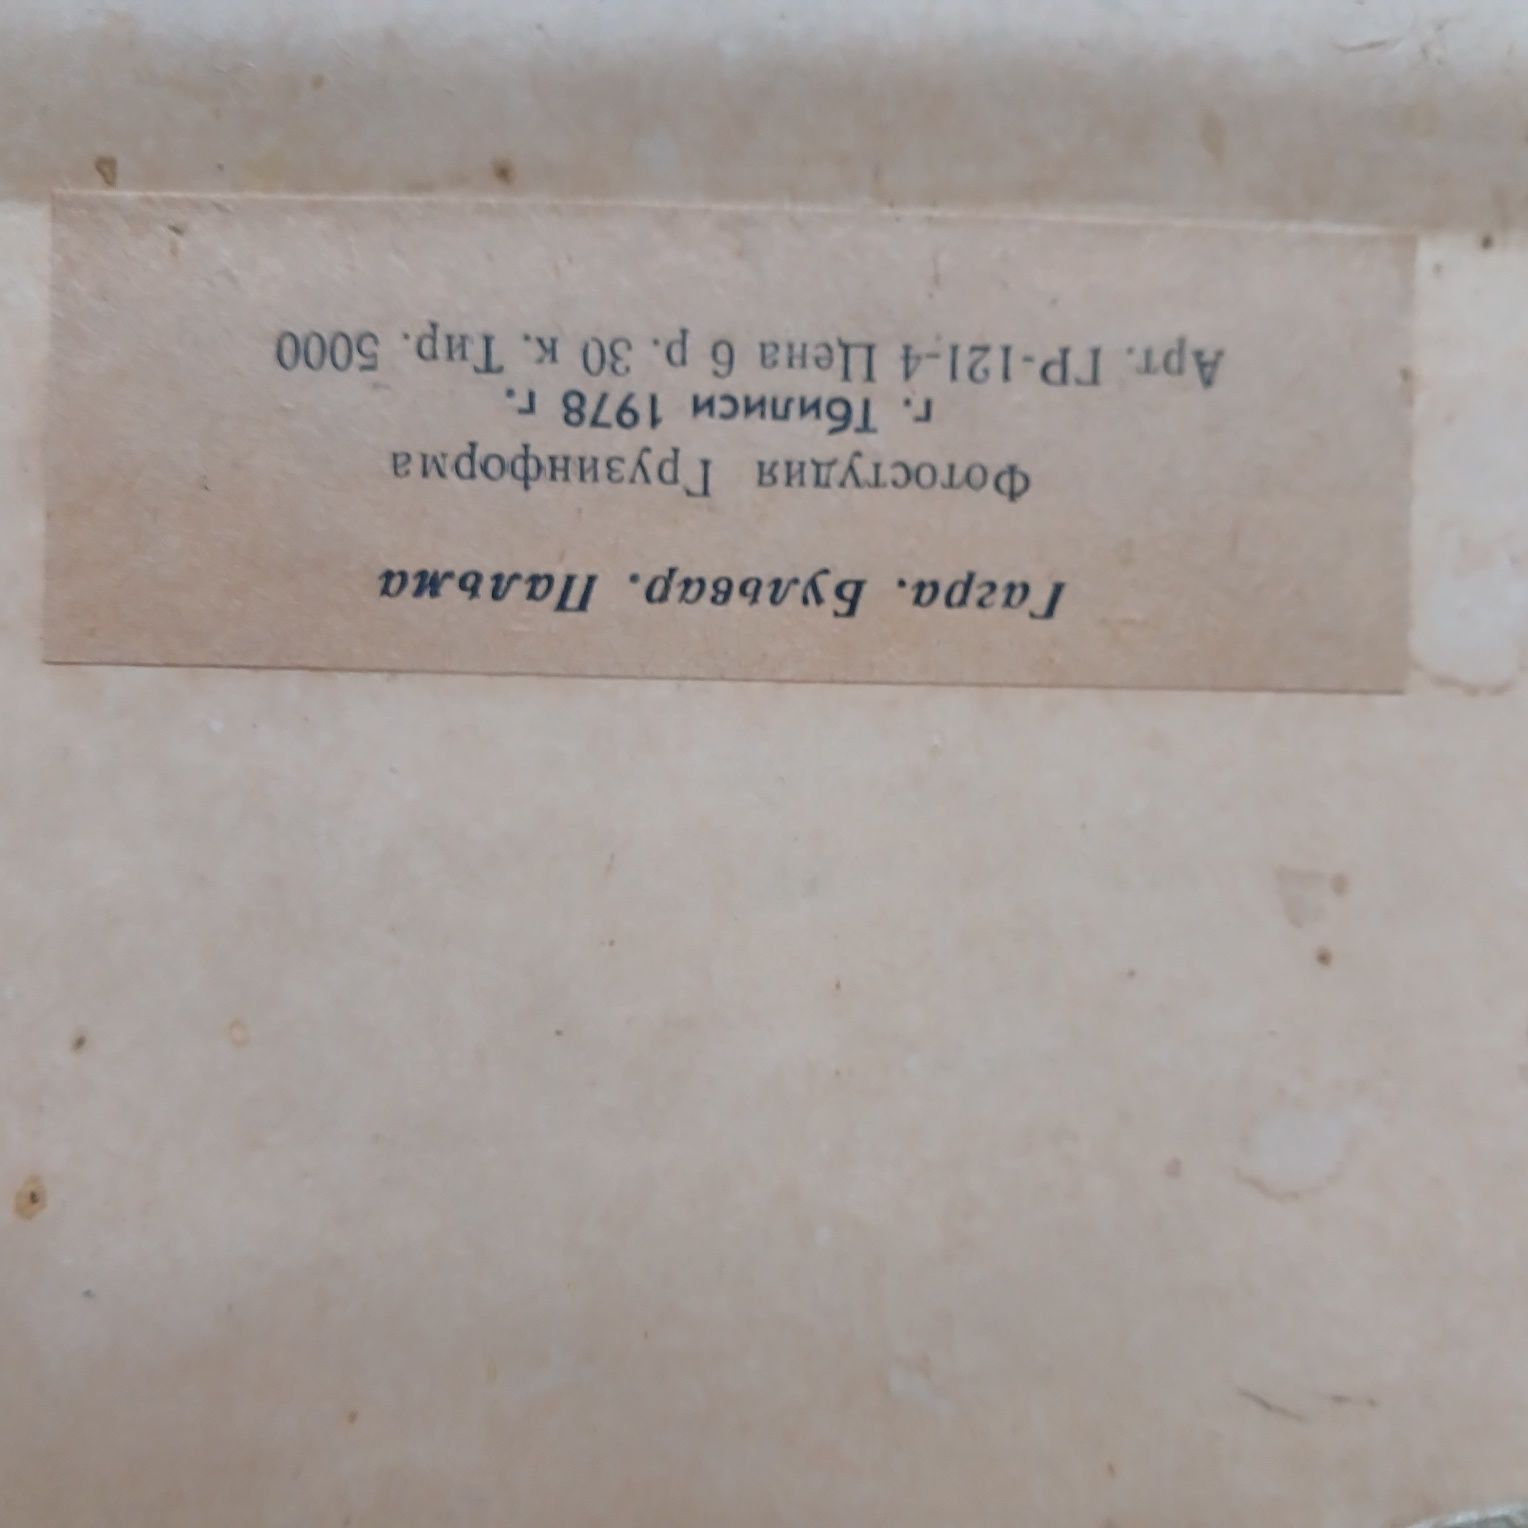 Гагра. Бульвар. Пальма
Фотостудия Грузинформа
г. Тбилиси 1978 г.
Арт. ГР-121-4 Цена 6 р. 30 к. Тир. 5000